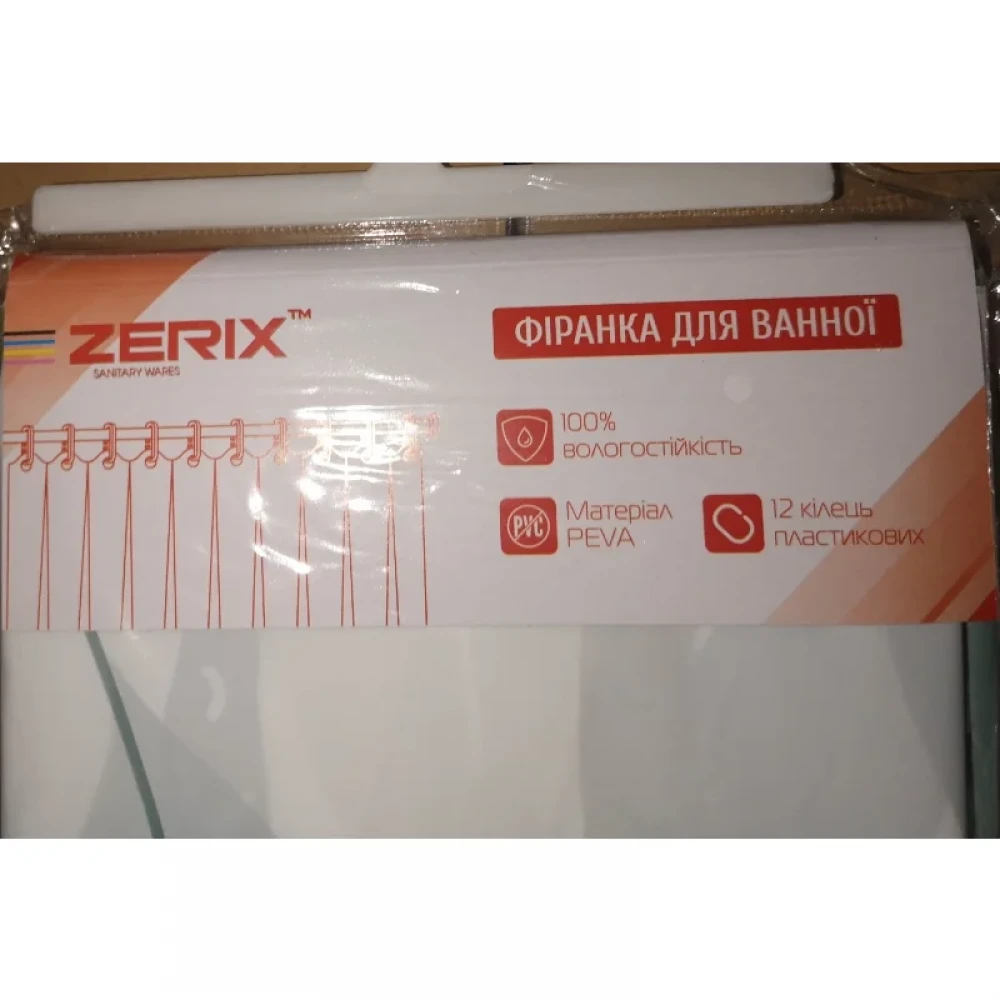 ZERIX™
SANITARY WARES
ФІРАНКА ДЛЯ ВАННОЇ
100%
ВОЛОГОСТІЙКІСТЬ
PVC
Матеріал
PEVA
12 кілець
пластикових